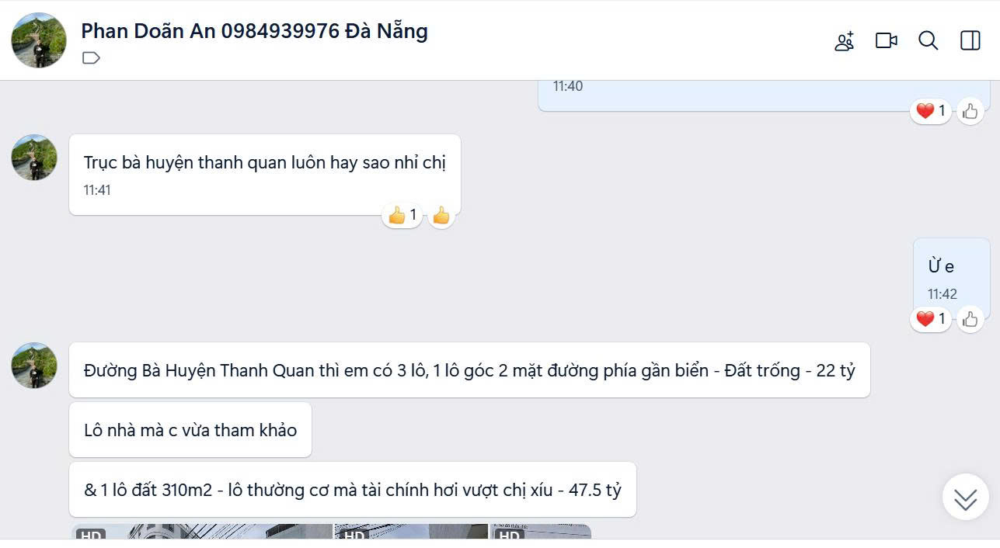 Phan Doãn An 0984939976 Đà Nẵng
11:40
1
Trục bà huyện thanh quan luôn hay sao nhỉ chị
11:41
1
Ừ e
11:42
1
Đường Bà Huyện Thanh Quan thì em có 3 lô, 1 lô góc 2 mặt đường phía gần biển - Đất trống - 22 tỷ
Lô nhà mà c vừa tham khảo
& 1 lô đất 310m2 - lô thường cơ mà tài chính hơi vượt chị xíu - 47.5 tỷ
HD
HD
HD